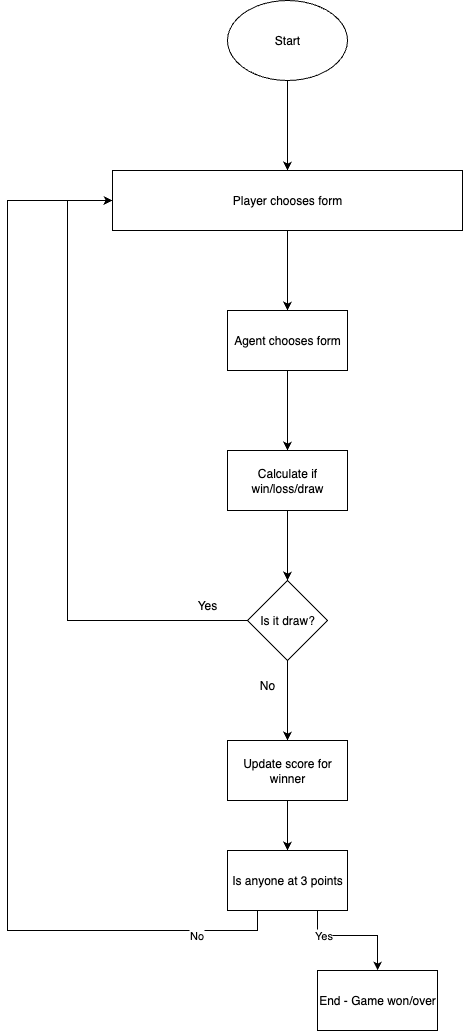 Start
Player chooses form
Agent chooses form
Calculate if
win/loss/draw
Yes
Is it draw?
No
Update score for
winner
Is anyone at 3 points
No
Yes
End - Game won/over